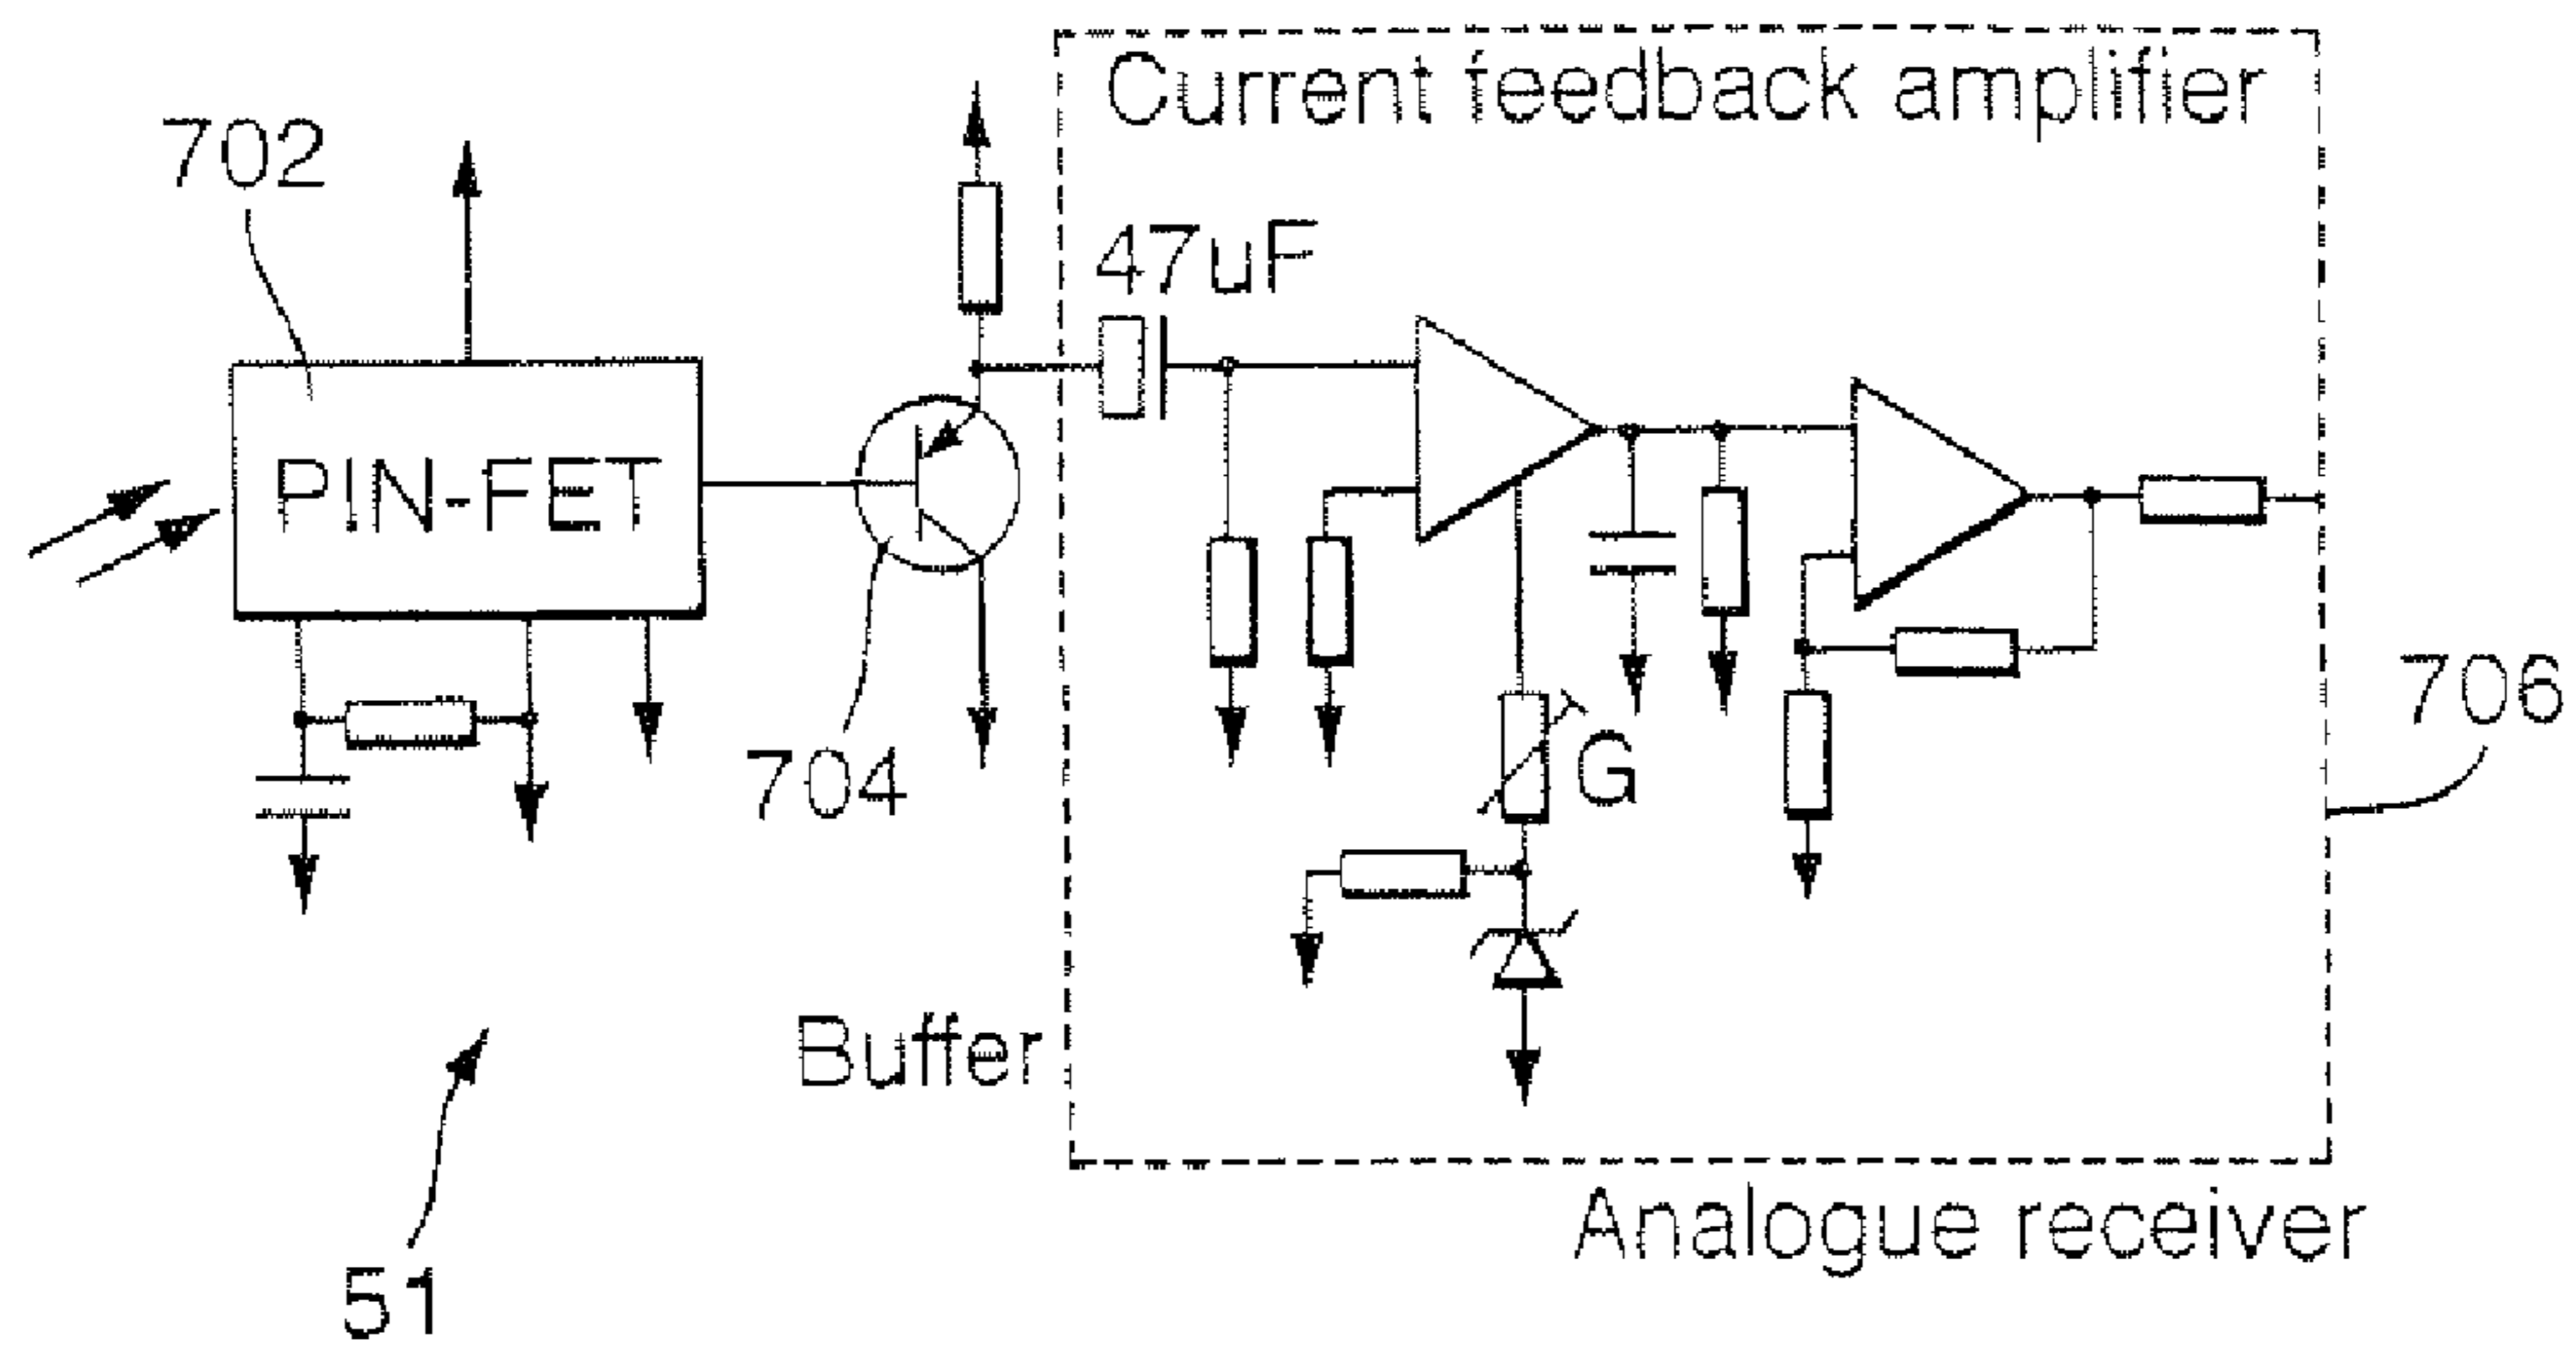 Current feedback amplifier
702
47uF
PIN-FET
706
704
G
Buffer
Analogue receiver
51